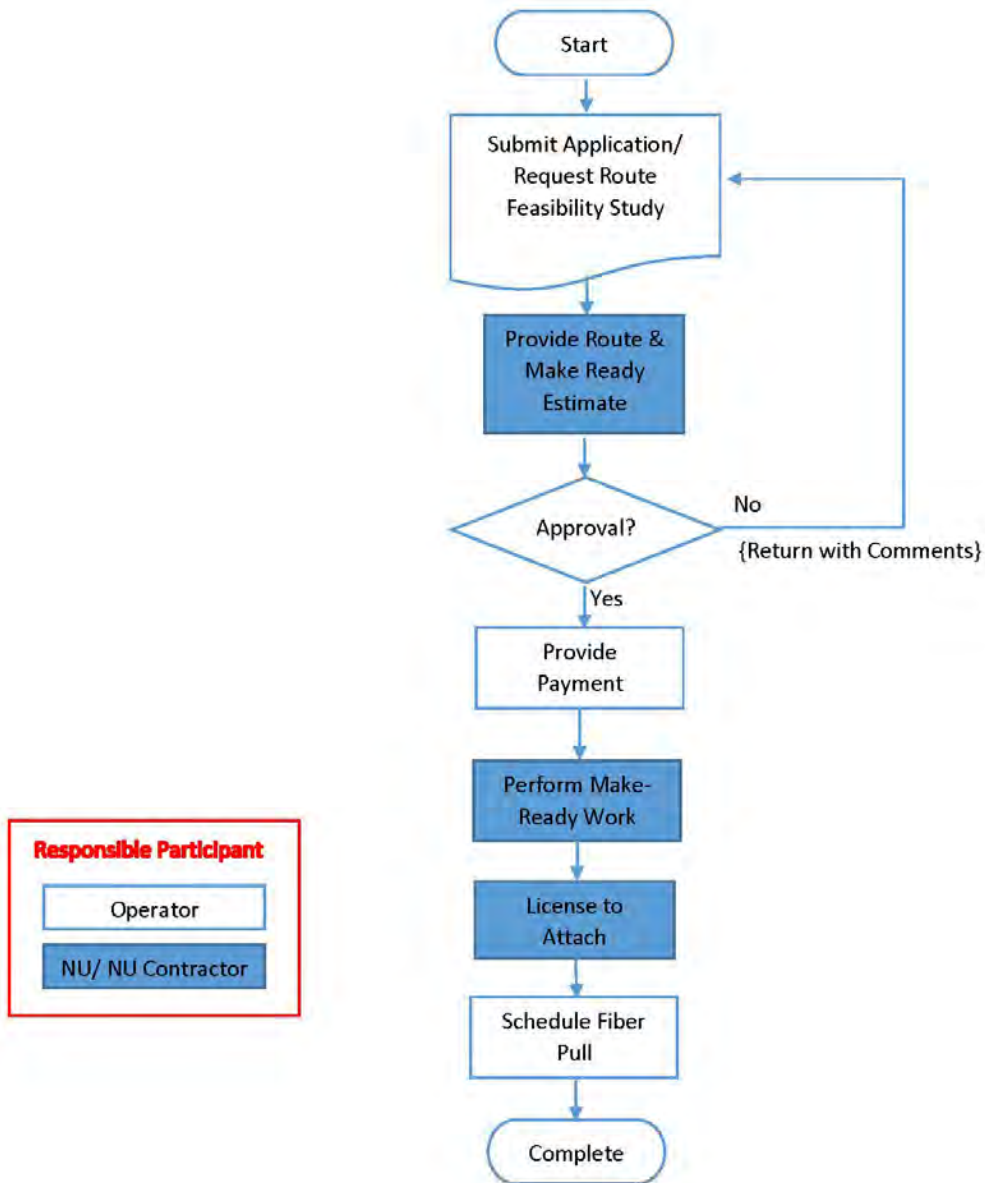 Start
Submit Application/
Request Route
Feasibility Study
Provide Route &
Make Ready
Estimate
Approval?
No
{Return with Comments}
Yes
Provide
Payment
Perform Make-
Ready Work
License to
Attach
Schedule Fiber
Pull
Complete
Responsible Participant
Operator
NU/ NU Contractor